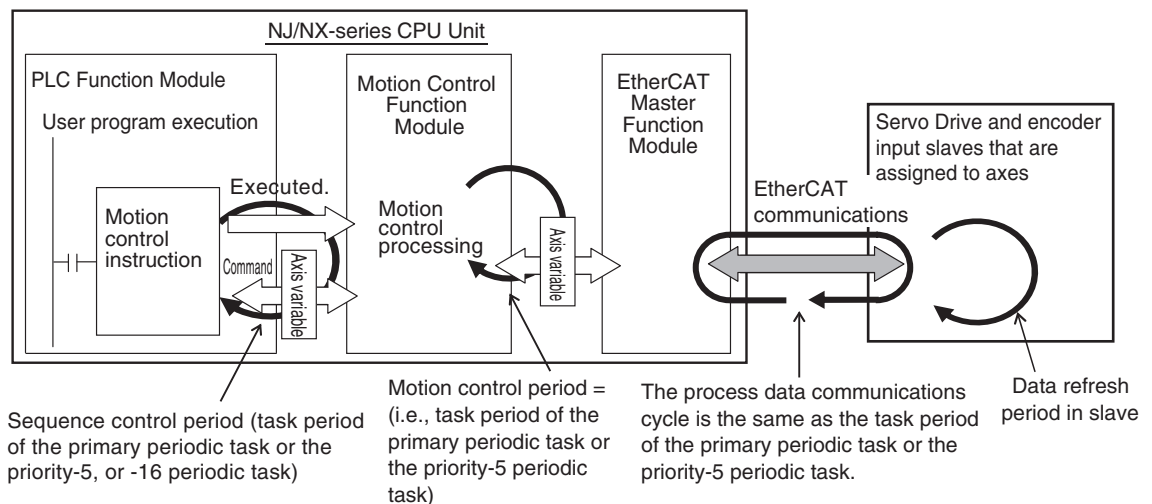 NJ/NX-series CPU Unit
PLC Function Module
User program execution
Motion
control
instruction
Executed.
Command
Axis variable
Motion Control
Function
Module
Motion
control
processing
Axis variable
EtherCAT
Master
Function
Module
EtherCAT
communications
Servo Drive and encoder
input slaves that are
assigned to axes
Sequence control period (task period
of the primary periodic task or the
priority-5, or -16 periodic task)
Motion control period =
(i.e., task period of the
primary periodic task or
the priority-5 periodic
task)
The process data communications
cycle is the same as the task period
of the primary periodic task or the
priority-5 periodic task.
Data refresh
period in slave